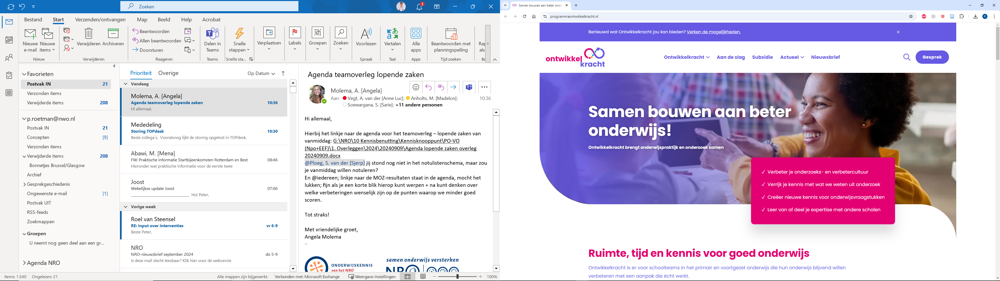 Zoeken
1
Bestand
Start
Verzenden/ontvangen
Map
Beeld
Help
Acrobat
Nieuwe e-mail
Nieuwe items
Nieuw
Verwijderen
Archiveren
Verwijderen
Beantwoorden
Allen beantwoorden
Doorsturen
Reageren
Delen in Teams
Teams
Snelle stappen
Snelle sta...
Verplaatsen
Labels
Groepen
Zoeken
Voorlezen
Spraak
Vertalen
Taal
Alle apps
Apps
Beantwoorden met planningspeiling
Tijd zoeken
Rap
als
Be
Favorieten
Postvak IN 21
Verzonden items
Verwijderde items 208
p.roetman@nwo.nl
Postvak IN 21
Concepten [9]
Verzonden items
Verwijderde items 208
Bonnetjes Brussel/Glasgow
Archief
Gesprekgeschiedenis
Ongewenste e-mail [1]
Postvak UIT
RSS-feeds
Zoekmappen
Groepen
U neemt nog geen deel aan een gr...
Agenda NRO
Prioriteit Overige Op Datum
Vandaag
Molema, A. [Angela]
Agenda teamoverleg lopende zaken 10:36
Hi allemaal,
Mededeling
Storing TOPdesk 10:30
Beste collega's, Vooralsnog lijkt de storing opgelost in TOPdesk.
Abawi, M. [Mena]
FW: Praktische informatie Startbijeenkomsten Rotterdam en Best 08:46
Hieronder wat praktische informatie voor de eerste twee
Joost
Wekelijkse update Joost 07:06
________________________________ Hoi Peter,
Vorige week
Roel van Steensel
RE: Input over interventies vr 6-9
Beste Peter,
NRO
NRO-nieuwsbrief september 2024 do 5-9
Is deze mail slecht leesbaar? Klik hier voor de webversie
Agenda teamoverleg lopende zaken
Molema, A. [Angela]
Aan Vegt, A. van der [Anne Luc]; Anholts, M. [Madelon]; 10:36
Soewargana, S. [Sarie]; +11 andere personen
Hi allemaal,
Hierbij het linkje naar de agenda voor het teamoverleg – lopende zaken van
vanmiddag: G:\NRO\10 Kennisbenutting\Kennisknooppunt\PO-VO
(Npo+EEF)\1. Overleggen\2024\20240909\Agenda lopende zaken overleg
20240909.docx
@Ploeg, S. van der [Sjerp] jij stond nog niet in het notulistenschema, maar zou
je vanmiddag willen notuleren?
En @iedereen; linkje naar de MOZ-resultaten staat in de agenda, mocht het
lukken; fijn als je een korte blik hierop kunt werpen + na kunt denken over
welke verbeteringen wenselijk zijn op de punten waarop we minder goed
scoren.
Tot straks!
Met vriendelijke groet,
Angela Molema
--
ONDERWIJSKENNIS
van het NRO
samen onderwijs versterken
NRO
Items: 1.540 Ongelezen: 21
Alle mappen zijn bijgewerkt. Verbonden met: Microsoft Exchange Weergave-instellingen 100%
Samen bouwen aan beter onde
programmaontwikkelkracht.nl
ABP
P
Benieuwd wat Ontwikkelkracht jou kan bieden? Verken de mogelijkheden.
ontwikkel
kracht
Ontwikkelkracht
Aan de slag
Subsidie
Actueel
Nieuwsbrief
Gesprek
Samen bouwen aan beter
onderwijs!
Ontwikkelkracht brengt onderwijspraktijk en onderzoek samen
✓ Verbeter je onderzoeks- en verbetercultuur
✓ Verrijk je kennis met wat we weten uit onderzoek
✓ Creëer nieuwe kennis voor onderwijsvraagstukken
✓ Leer van of deel je expertise met andere scholen
Ruimte, tijd en kennis voor goed onderwijs
Ontwikkelkracht is er voor schoolteams in het primair en voortgezet onderwijs die hun onderwijs blijvend willen
verbeteren met een aanpak die écht werkt.